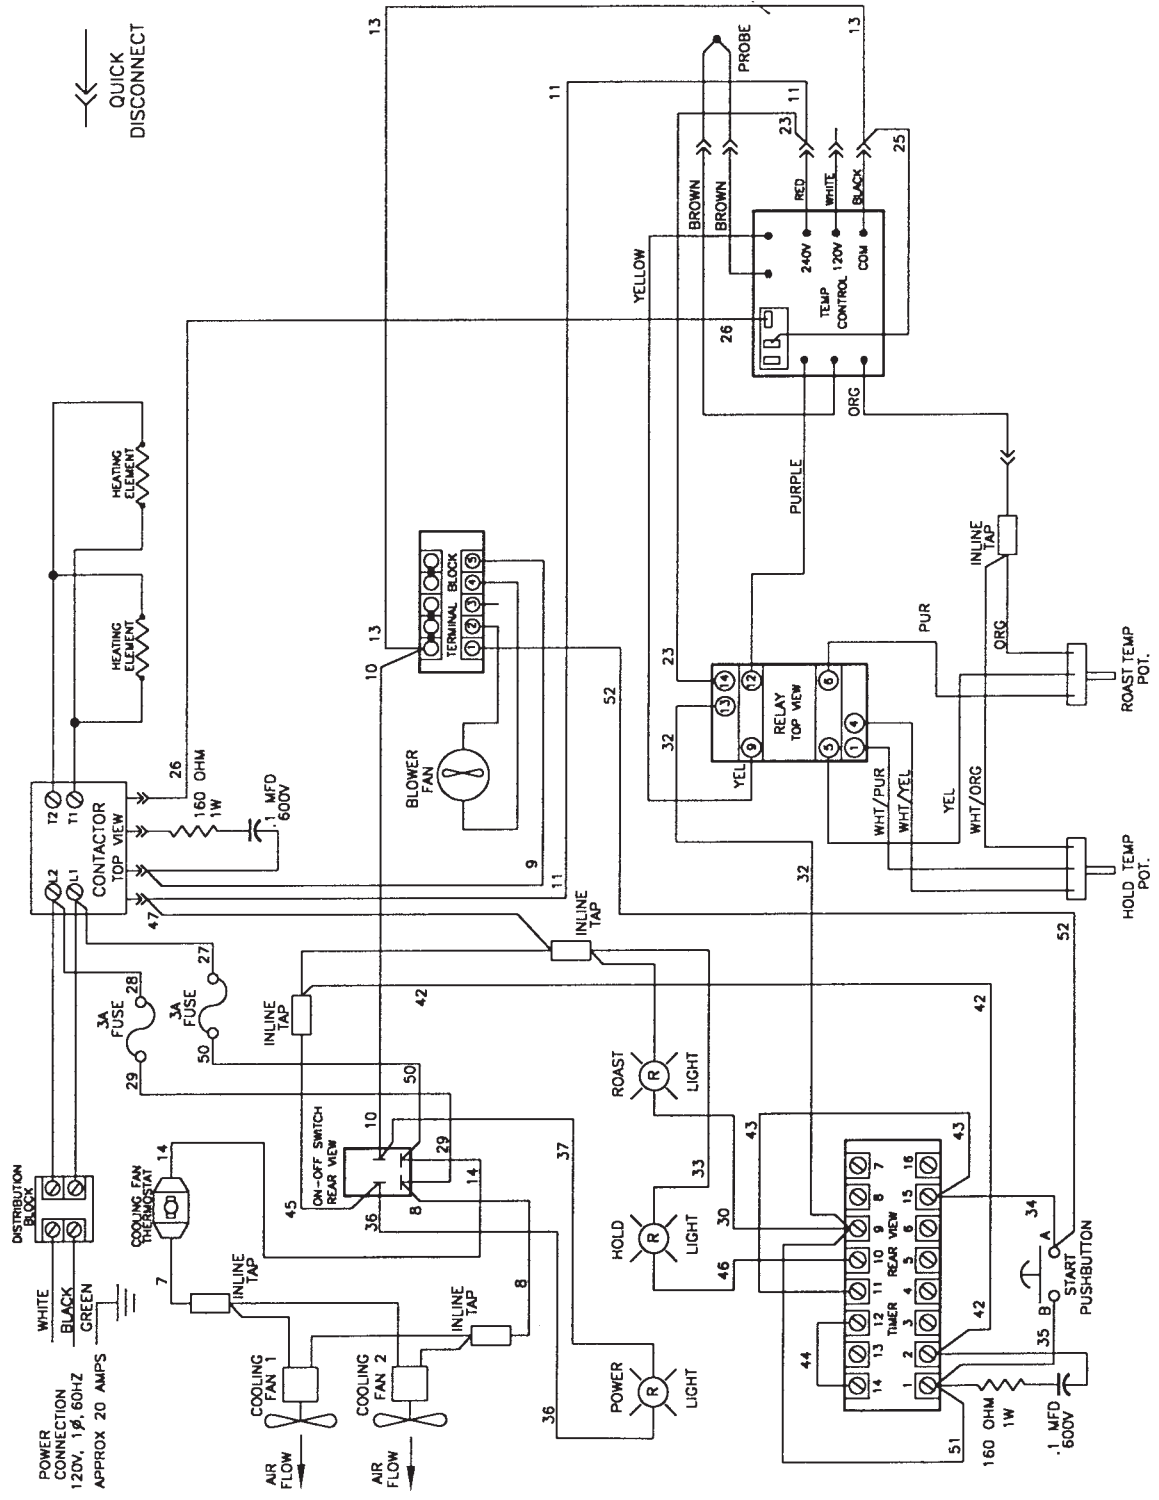 QUICK
DISCONNECT
13
13
PROBE
11
11
23
25
BROWN
BROWN
RED
WHITE
BLACK
YELLOW
240V
120V
COM
TEMP
CONTROL
26
ORG
PURPLE
HEATING
ELEMENT
HEATING
ELEMENT
INLINE
TAP
TERMINAL BLOCK
1
2
3
4
5
13
10
PUR
ORG
23
52
32
14
13
12
9
6
5
4
1
RELAY
TOP VIEW
YEL
ROAST TEMP
POT.
BLOWER
FAN
26
160 OHM
1W
.1 MFD
600V
T2
T1
L2
L1
CONTACTOR
TOP VIEW
WHT/PUR
WHT/YEL
YEL
WHT/ORG
9
11
32
47
HOLD TEMP
POT.
INLINE
TAP
52
28
27
3A
FUSE
3A
FUSE
INLINE
TAP
42
42
29
50
50
ROAST
R
LIGHT
10
29
14
ON-OFF SWITCH
REAR VIEW
37
43
43
14
COOLING FAN
THERMOSTAT
DISTRIBUTION
BLOCK
45
36
8
33
30
HOLD
R
LIGHT
46
7
8
9
10
11
12
13
14
16
15
6
5
4
3
2
1
TIMER
REAR VIEW
34
A
B
START
PUSHBUTTON
7
INLINE
TAP
8
INLINE
TAP
WHITE
BLACK
GREEN
POWER
CONNECTION
120V, 1Ø, 60HZ
APPROX 20 AMPS
COOLING
FAN 1
COOLING
FAN 2
AIR
FLOW
AIR
FLOW
36
POWER
R
LIGHT
44
42
35
51
160 OHM
1W
.1 MFD
600V